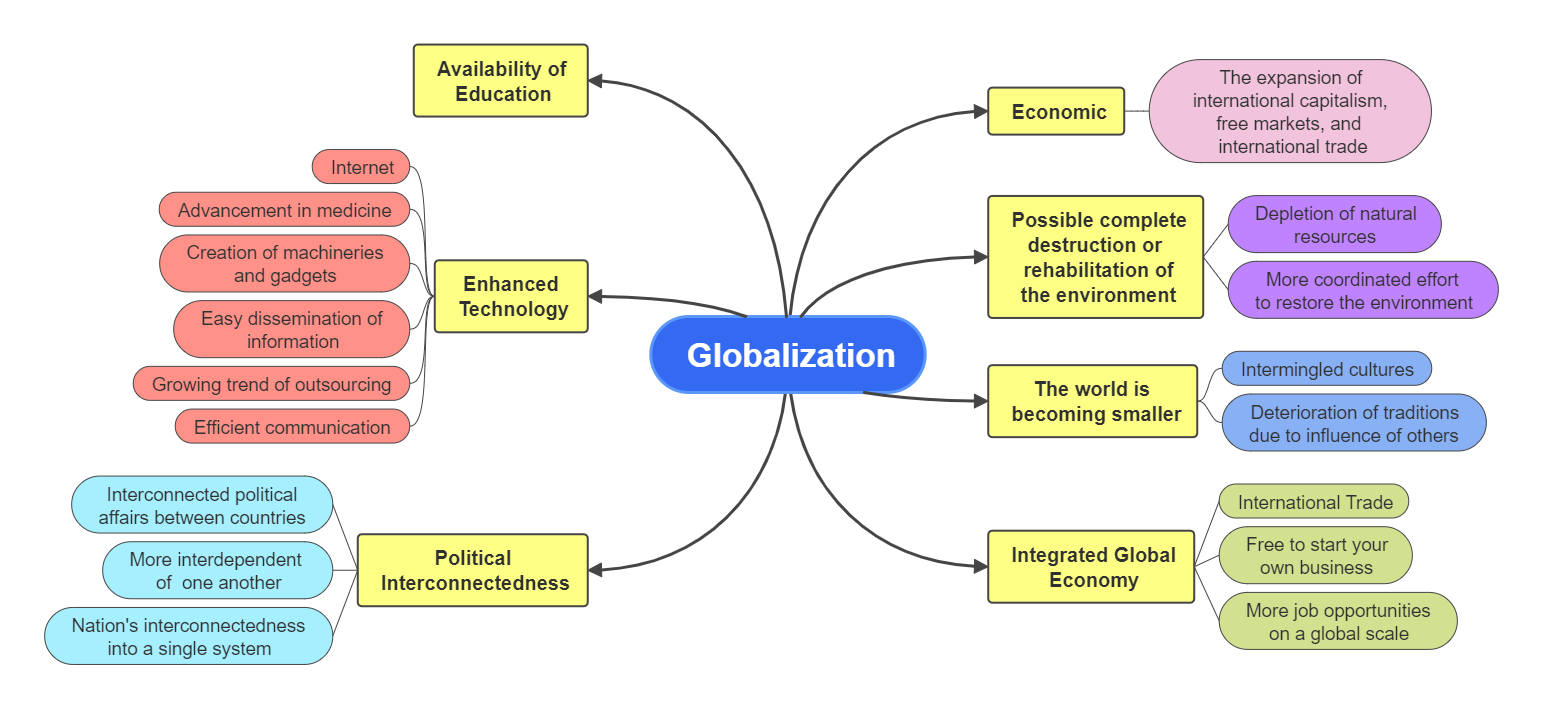 Globalization
Availability of
Education
Enhanced
Technology
Internet
Advancement in medicine
Creation of machineries
and gadgets
Easy dissemination of
information
Growing trend of outsourcing
Efficient communication
Political
Interconnectedness
Interconnected political
affairs between countries
More interdependent
of  one another
Nation's interconnectedness
into a single system
Economic
The expansion of
international capitalism,
free markets, and
international trade
Possible complete
destruction or
rehabilitation of
the environment
Depletion of natural
resources
More coordinated effort
to restore the environment
The world is
becoming smaller
Intermingled cultures
Deterioration of traditions
due to influence of others
Integrated Global
Economy
International Trade
Free to start your
own business
More job opportunities
on a global scale